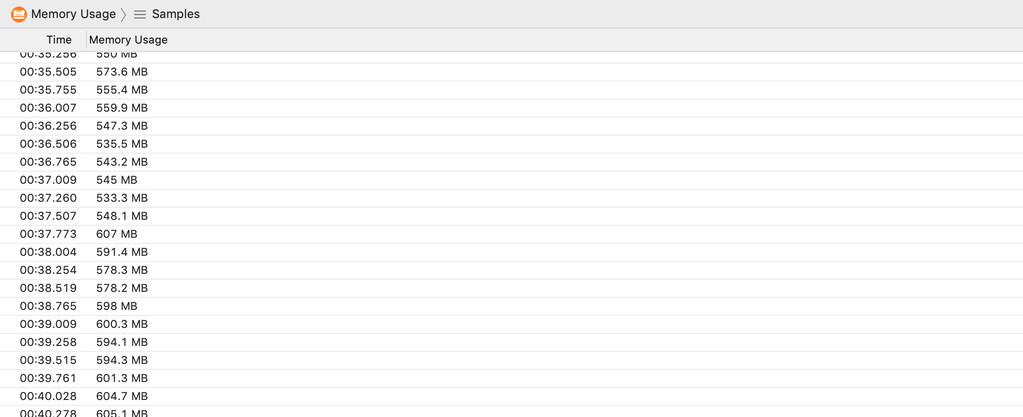 Memory Usage 〉 Samples
Time Memory Usage
00:35.256 550 MB
00:35.505 573.6 MB
00:35.755 555.4 MB
00:36.007 559.9 MB
00:36.256 547.3 MB
00:36.506 535.5 MB
00:36.765 543.2 MB
00:37.009 545 MB
00:37.260 533.3 MB
00:37.507 548.1 MB
00:37.773 607 MB
00:38.004 591.4 MB
00:38.254 578.3 MB
00:38.519 578.2 MB
00:38.765 598 MB
00:39.009 600.3 MB
00:39.258 594.1 MB
00:39.515 594.3 MB
00:39.761 601.3 MB
00:40.028 604.7 MB
00:40.278 605.1 MB